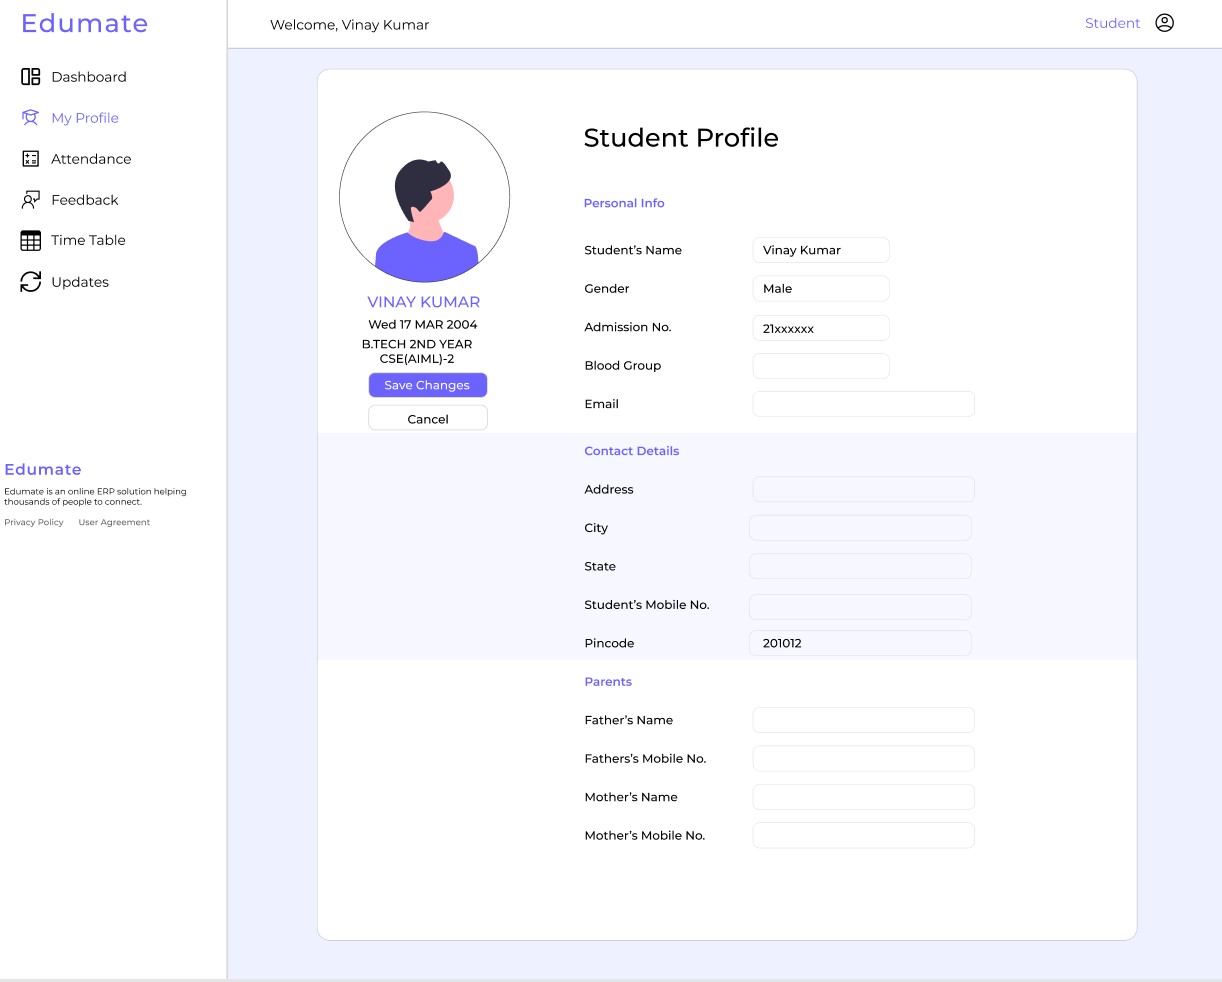 Edumate
Welcome, Vinay Kumar
Student
Dashboard
My Profile
Attendance
Feedback
Time Table
Updates
Edumate
Edumate is an online ERP solution helping
thousands of people to connect.
Privacy Policy User Agreement
VINAY KUMAR
Wed 17 MAR 2004
B.TECH 2ND YEAR
CSE(AIML)-2
Save Changes
Cancel
Student Profile
Personal Info
Student’s Name Vinay Kumar
Gender Male
Admission No. 21xxxxxx
Blood Group
Email
Contact Details
Address
City
State
Student’s Mobile No.
Pincode 201012
Parents
Father’s Name
Fathers’s Mobile No.
Mother’s Name
Mother’s Mobile No.